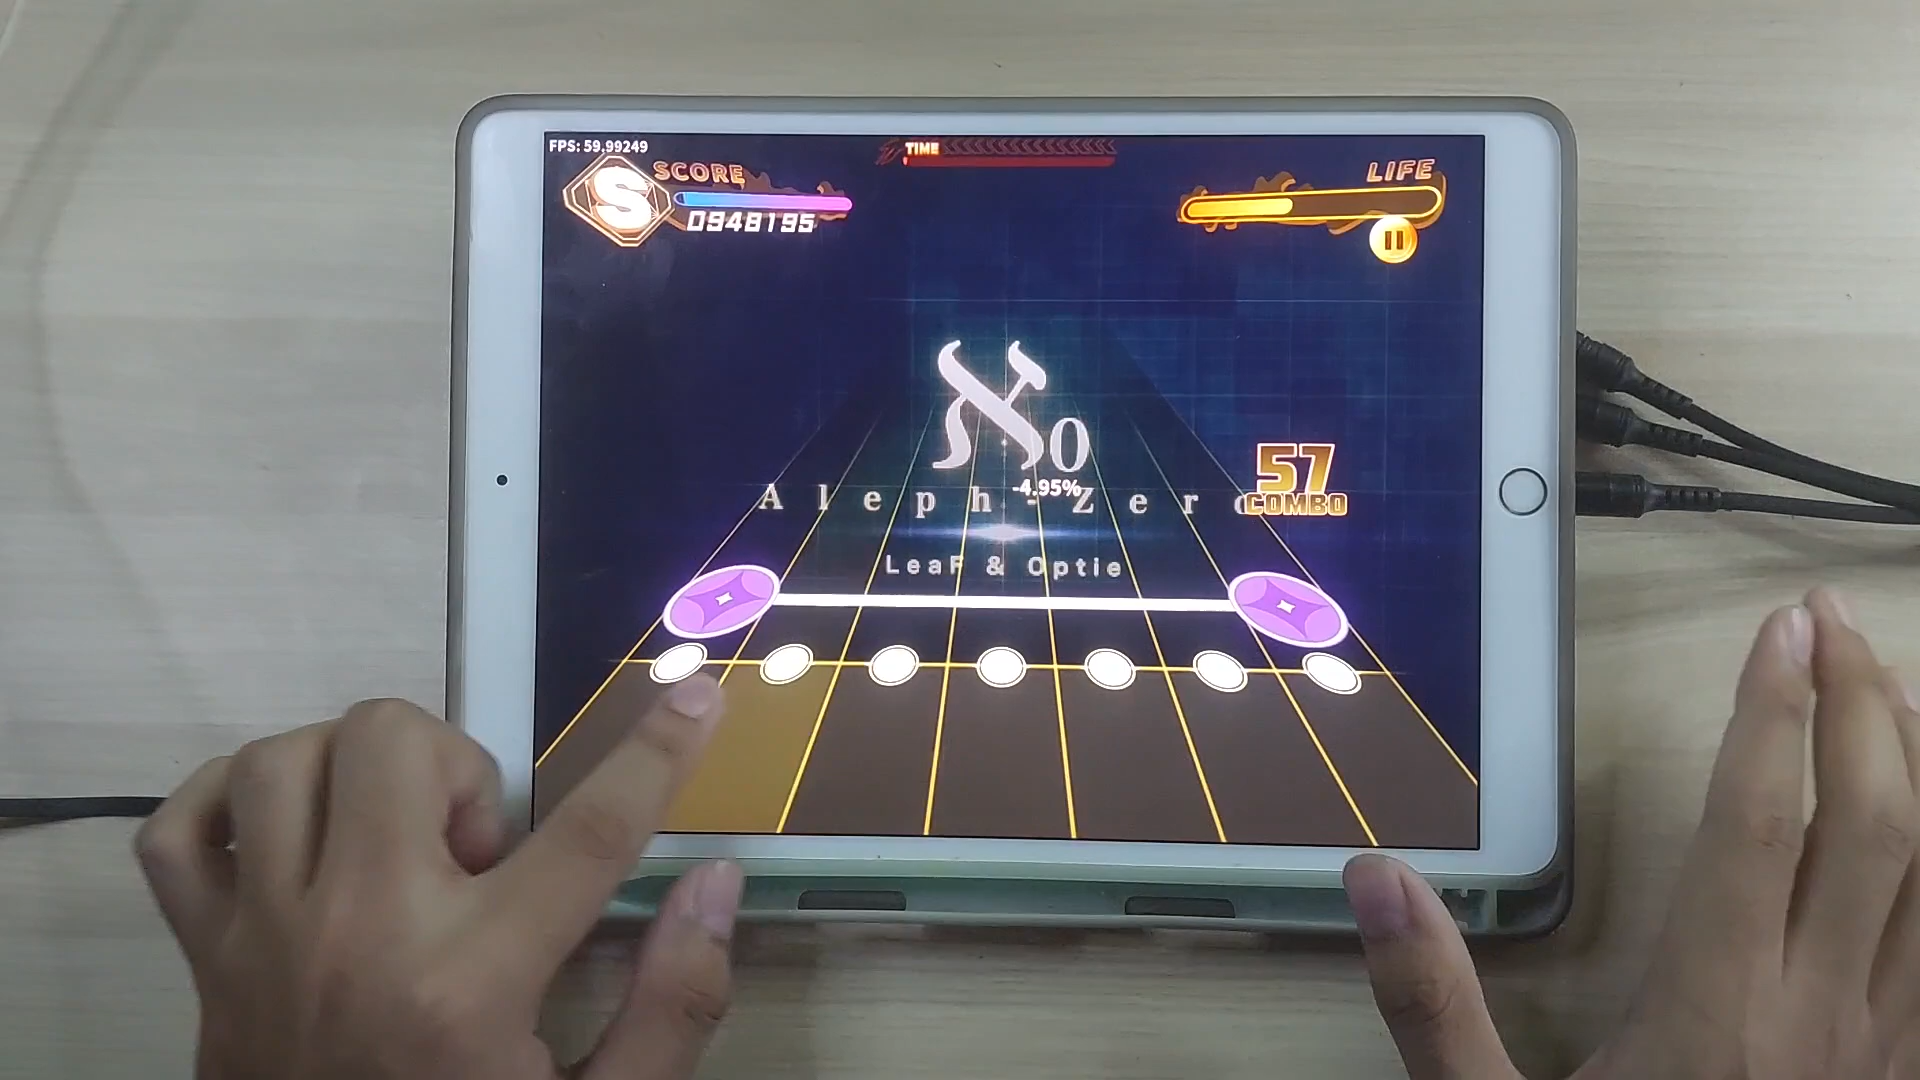 FPS: 59.99249
TIME
S
SCORE
0948195
LIFE
ℵ0
-4.95%
Aleph-Zero
57
COMBO
LeaF & Optie